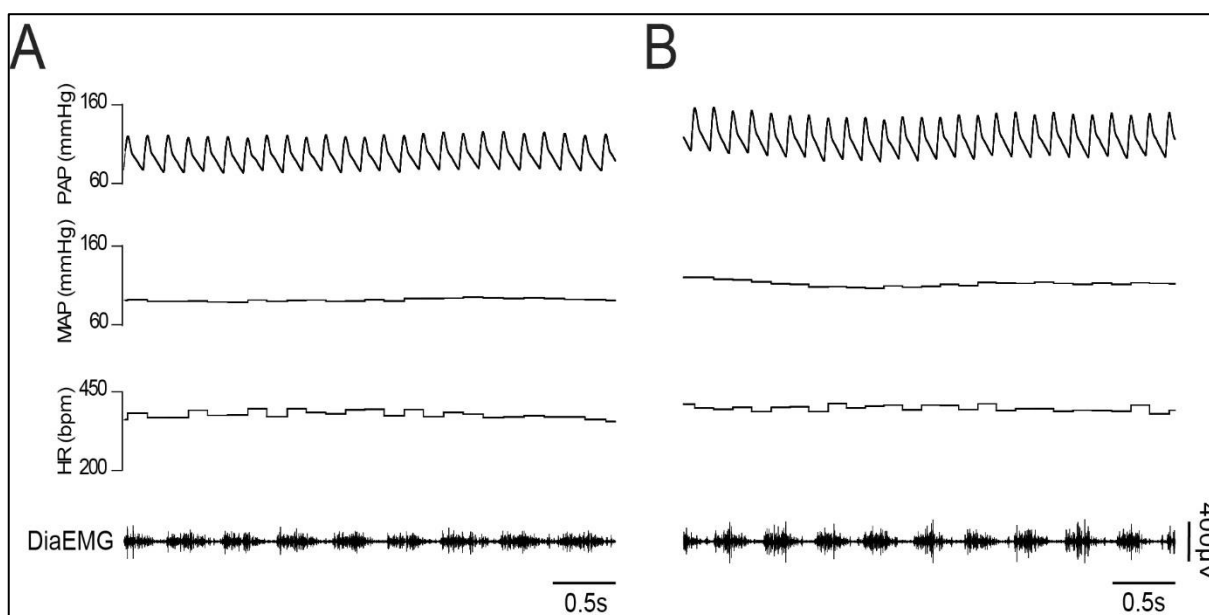 A
B
160
PAP (mmHg)
60
160
MAP (mmHg)
60
450
HR (bpm)
200
DiaEMG
400μV
0.5s
0.5s